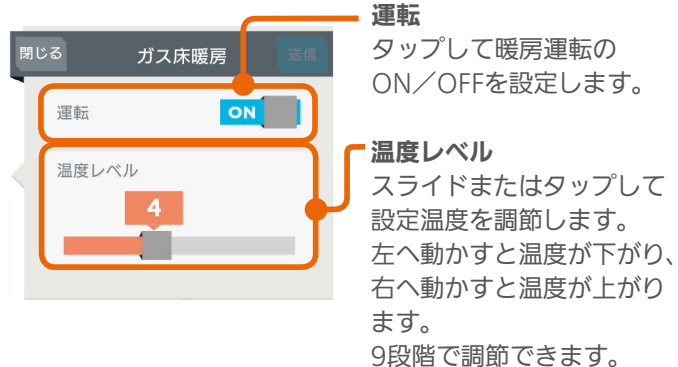 閉じる ガス床暖房 送信
運転 ON
温度レベル
4
運転
タップして暖房運転の
ON／OFFを設定します。
温度レベル
スライドまたはタップして
設定温度を調節します。
左へ動かすと温度が下がり、
右へ動かすと温度が上がり
ます。
9段階で調節できます。